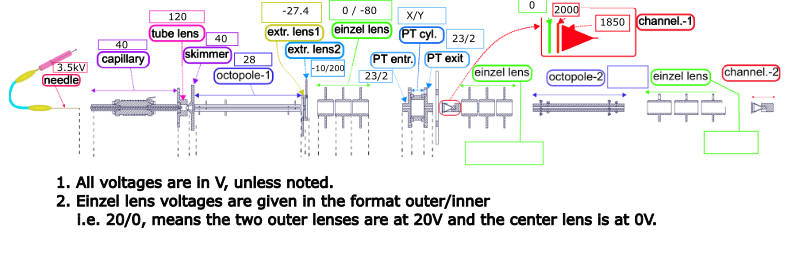 -27.4
0 / -80
0
2000
120
X/Y
1850
channel.-1
tube lens
extr. lens1
einzel lens
PT cyl.
23/2
40
40
capillary
skimmer
28
extr. lens2
PT entr.
PT exit
3.5kV
needle
octopole-1
-10/200
23/2
einzel lens
octopole-2
einzel lens
channel.-2
1. All voltages are in V, unless noted.
2. Einzel lens voltages are given in the format outer/inner
i.e. 20/0, means the two outer lenses are at 20V and the center lens is at 0V.